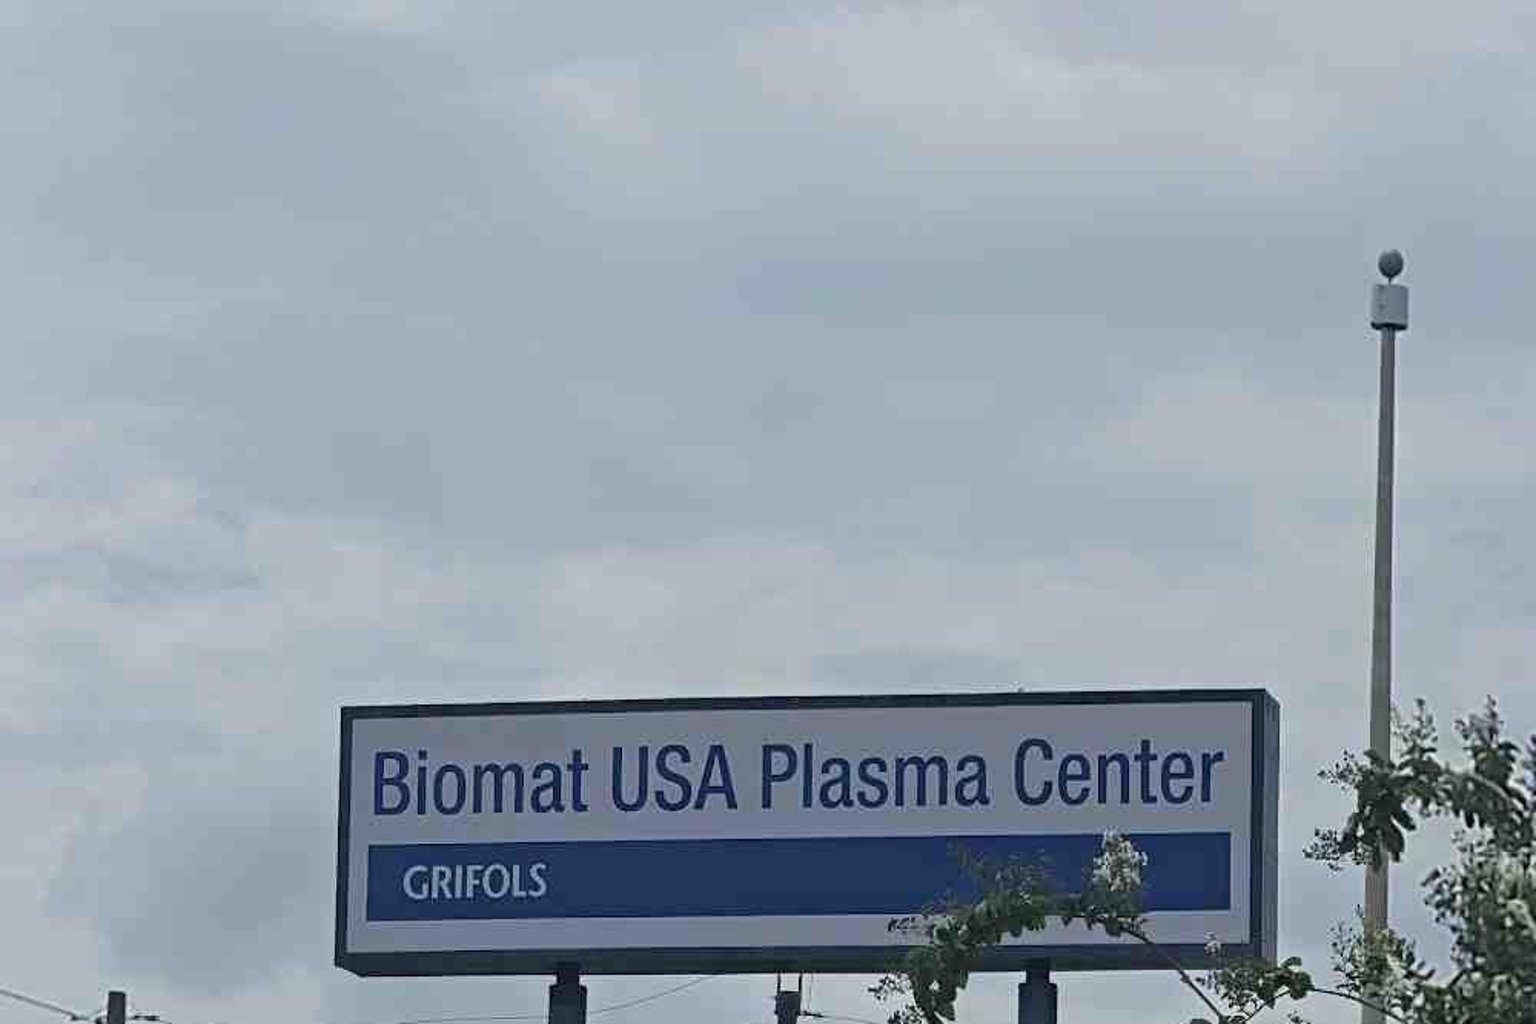 Biomat USA Plasma Center
GRIFOLS